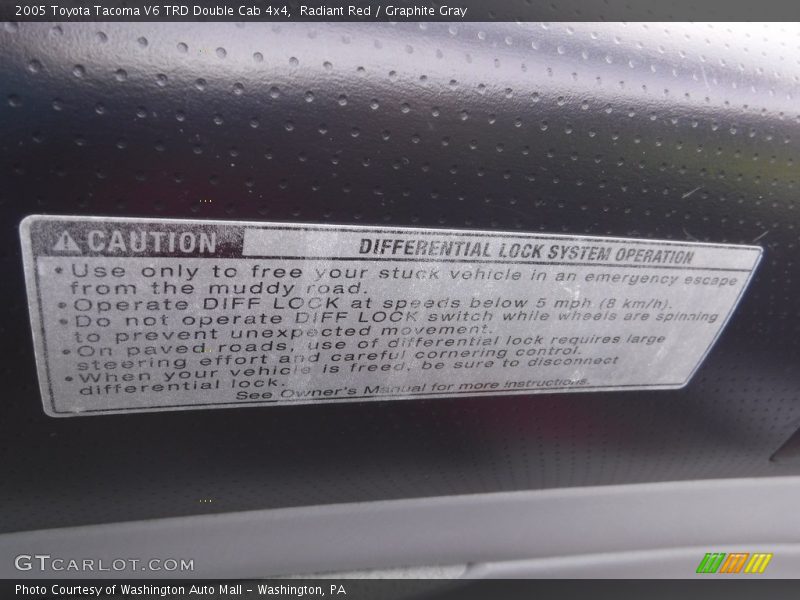 2005 Toyota Tacoma V6 TRD Double Cab 4x4, Radiant Red / Graphite Gray
CAUTION DIFFERENTIAL LOCK SYSTEM OPERATION
•Use only to free your stuck vehicle in an emergency escape
from the muddy road.
•Operate DIFF LOCK at speeds below 5 mph (8 km/h).
•Do not operate DIFF LOCK switch while wheels are spinning
to prevent unexpected movement.
•On paved roads, use of differential lock requires large
steering effort and careful cornering control.
•When your vehicle is freed, be sure to disconnect
differential lock.
See Owner's Manual for more instructions.
GTCARLOT.COM
Photo Courtesy of Washington Auto Mall - Washington, PA